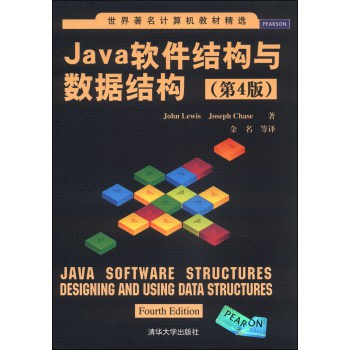 世界著名计算机教材精选
PEARSON
Java软件结构与
数据结构
（第4版）
John Lewis Joseph Chase 著
金名 等译
JAVA SOFTWARE STRUCTURES
DESIGNING AND USING DATA STRUCTURES
Fourth Edition
PEARSON
清华大学出版社